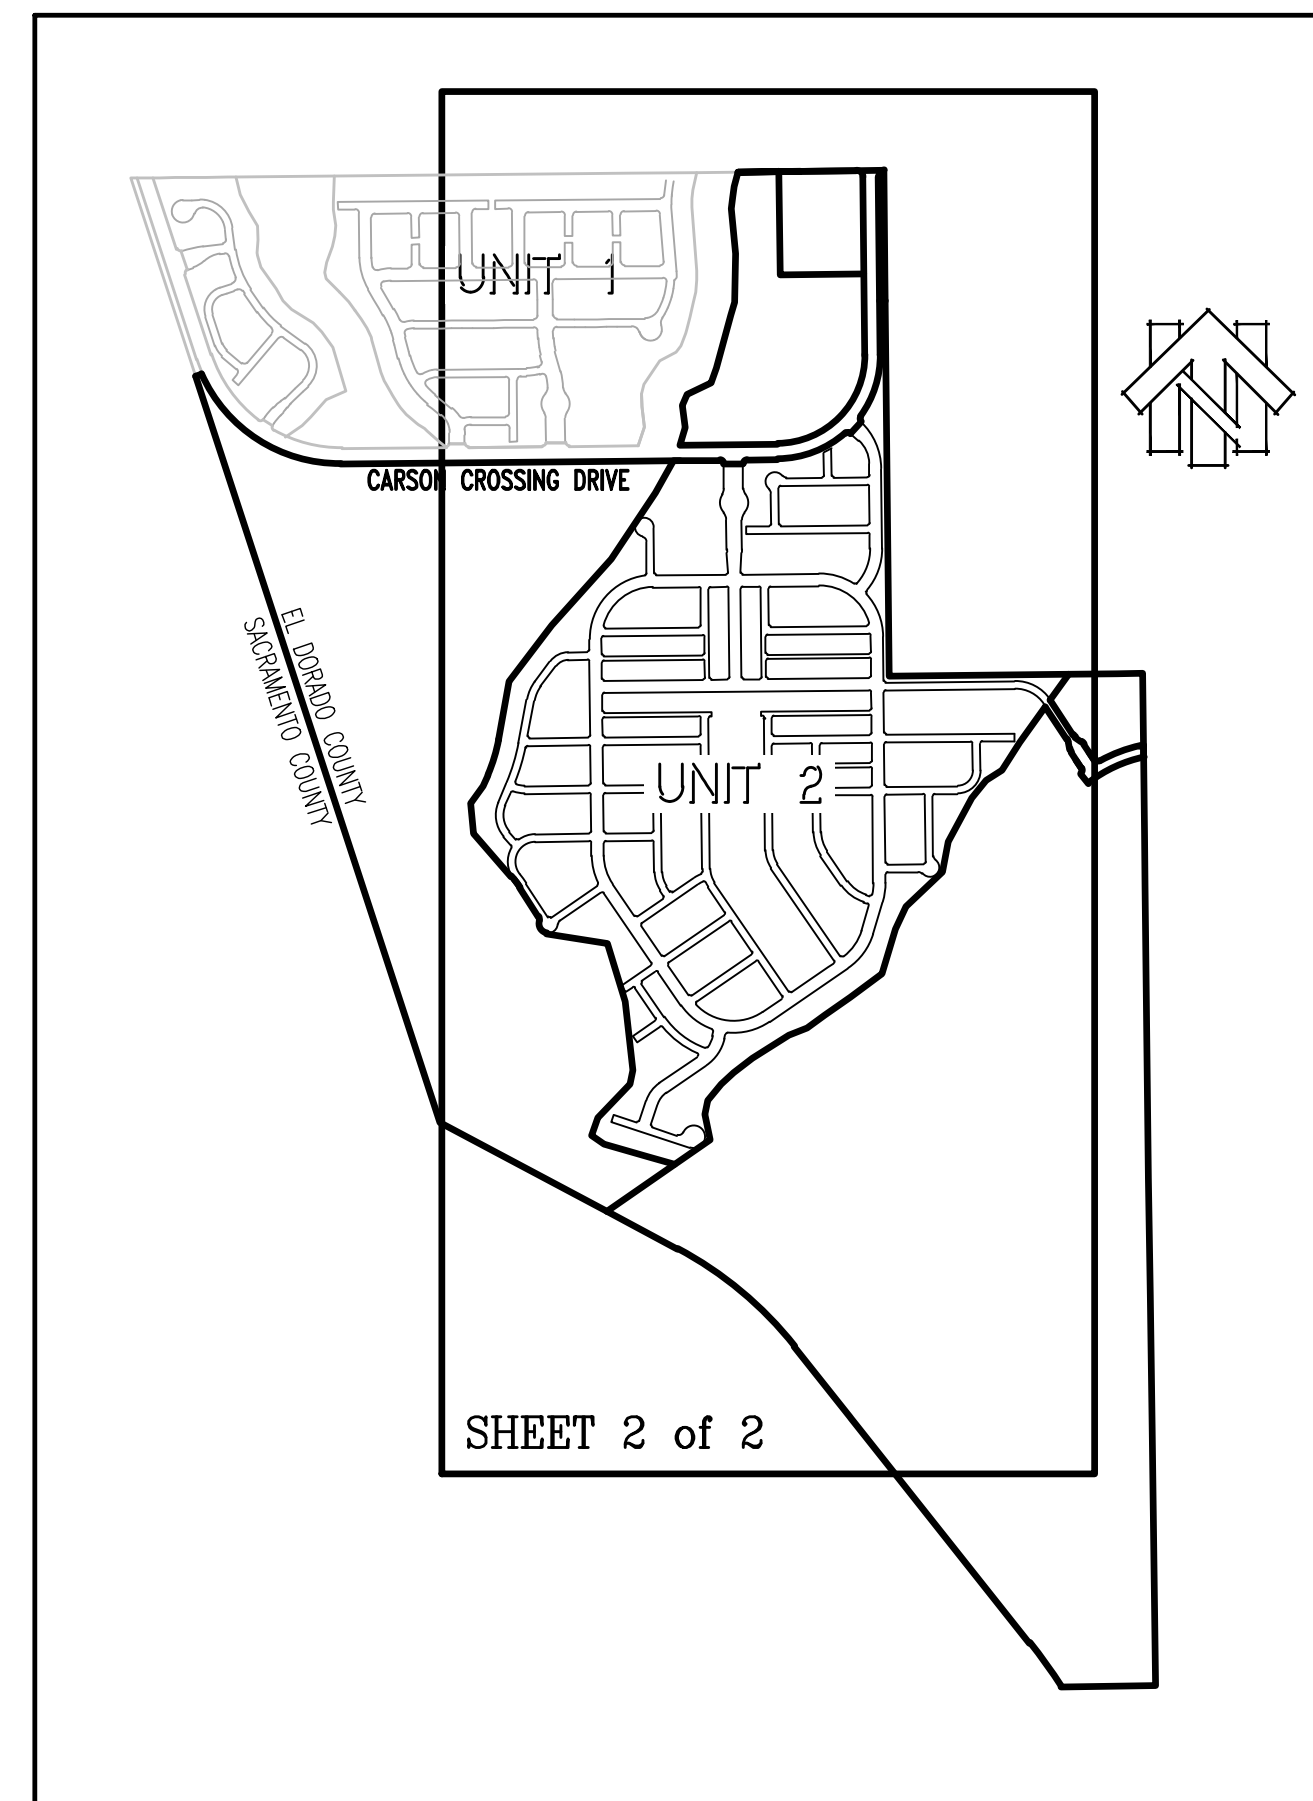 UNIT 1
CARSON CROSSING DRIVE
EL DORADO COUNTY
SACRAMENTO COUNTY
UNIT 2
SHEET 2 of 2
N